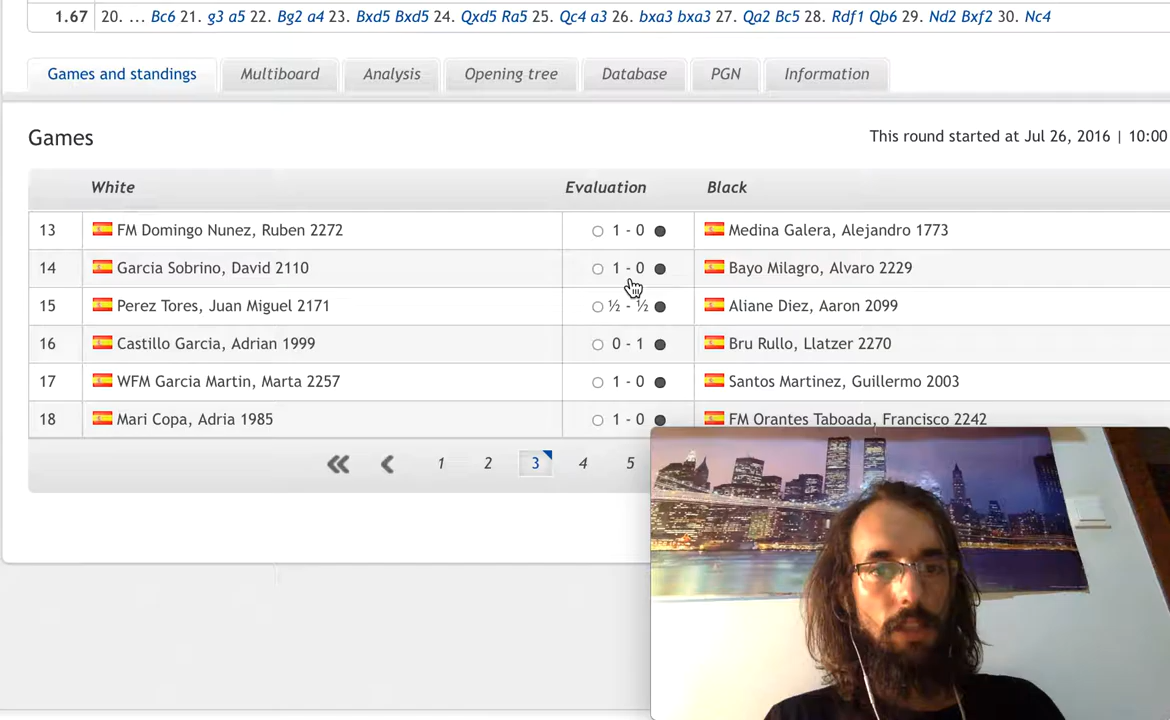 1.67 20. ... Bc6 21. g3 a5 22. Bg2 a4 23. Bxd5 Bxd5 24. Qxd5 Ra5 25. Qc4 a3 26. bxa3 bxa3 27. Qa2 Bc5 28. Rdf1 Qb6 29. Nd2 Bxf2 30. Nc4
Games and standings Multiboard Analysis Opening tree Database PGN Information
Games This round started at Jul 26, 2016 | 10:00
White Evaluation Black
13 FM Domingo Nunez, Ruben 2272 1 - 0 Medina Galera, Alejandro 1773
14 Garcia Sobrino, David 2110 1 - 0 Bayo Milagro, Alvaro 2229
15 Perez Tores, Juan Miguel 2171 ½ - ½ Aliane Diez, Aaron 2099
16 Castillo Garcia, Adrian 1999 0 - 1 Bru Rullo, Llatzer 2270
17 WFM Garcia Martin, Marta 2257 1 - 0 Santos Martinez, Guillermo 2003
18 Mari Copa, Adria 1985 1 - 0 FM Orantes Taboada, Francisco 2242
1 2 3 4 5